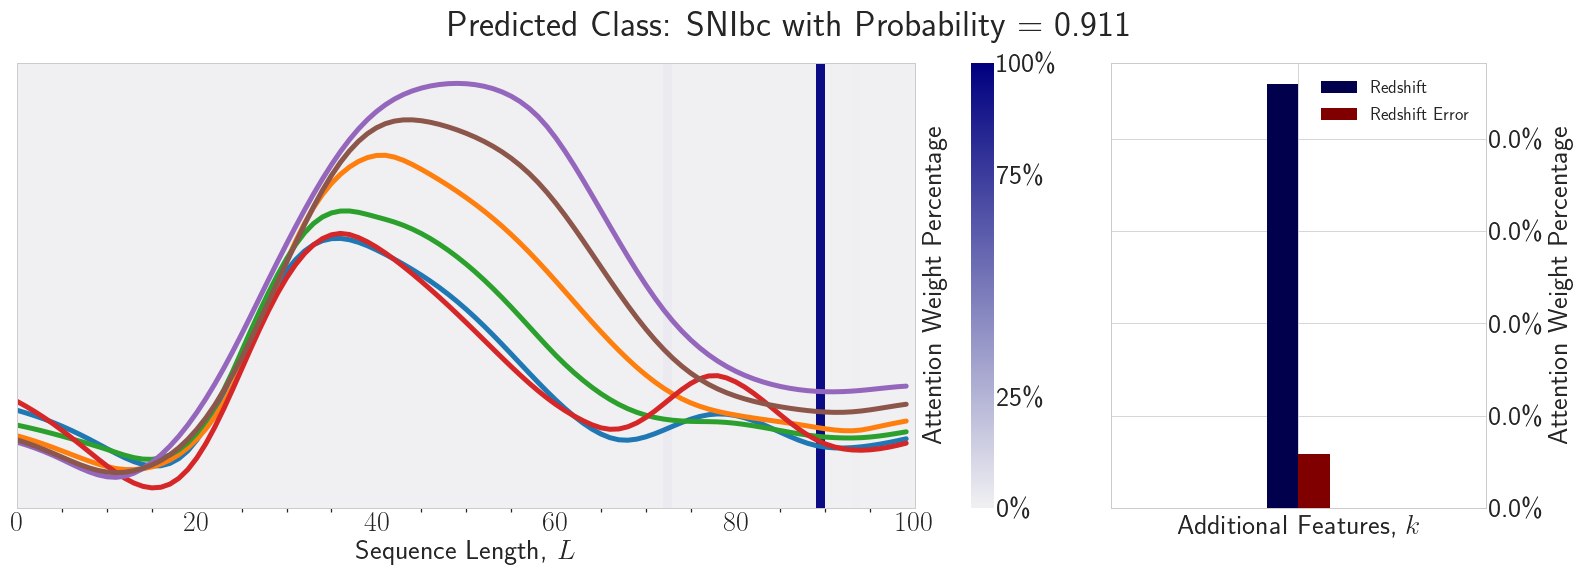 Predicted Class: SNIbc with Probability = 0.911
0 20 40 60 80 100
Sequence Length, L
Attention Weight Percentage
100%
75%
25%
0%
Redshift
Redshift Error
0.0%
0.0%
0.0%
0.0%
0.0%
Attention Weight Percentage
Additional Features, k